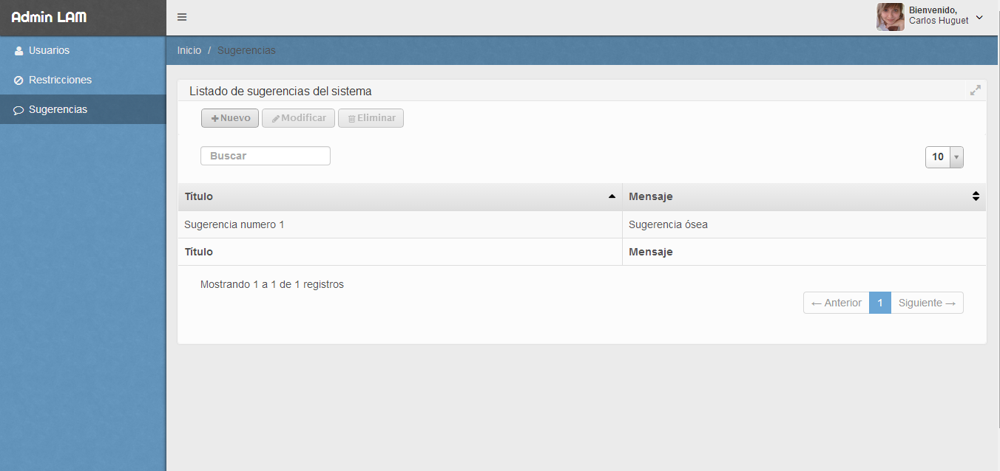 Admin LAM
Bienvenido,
Carlos Huguet
Usuarios
Restricciones
Sugerencias
Inicio / Sugerencias
Listado de sugerencias del sistema
Nuevo Modificar Eliminar
Buscar
10
Título Mensaje
Sugerencia numero 1 Sugerencia ósea
Título Mensaje
Mostrando 1 a 1 de 1 registros
← Anterior 1 Siguiente →